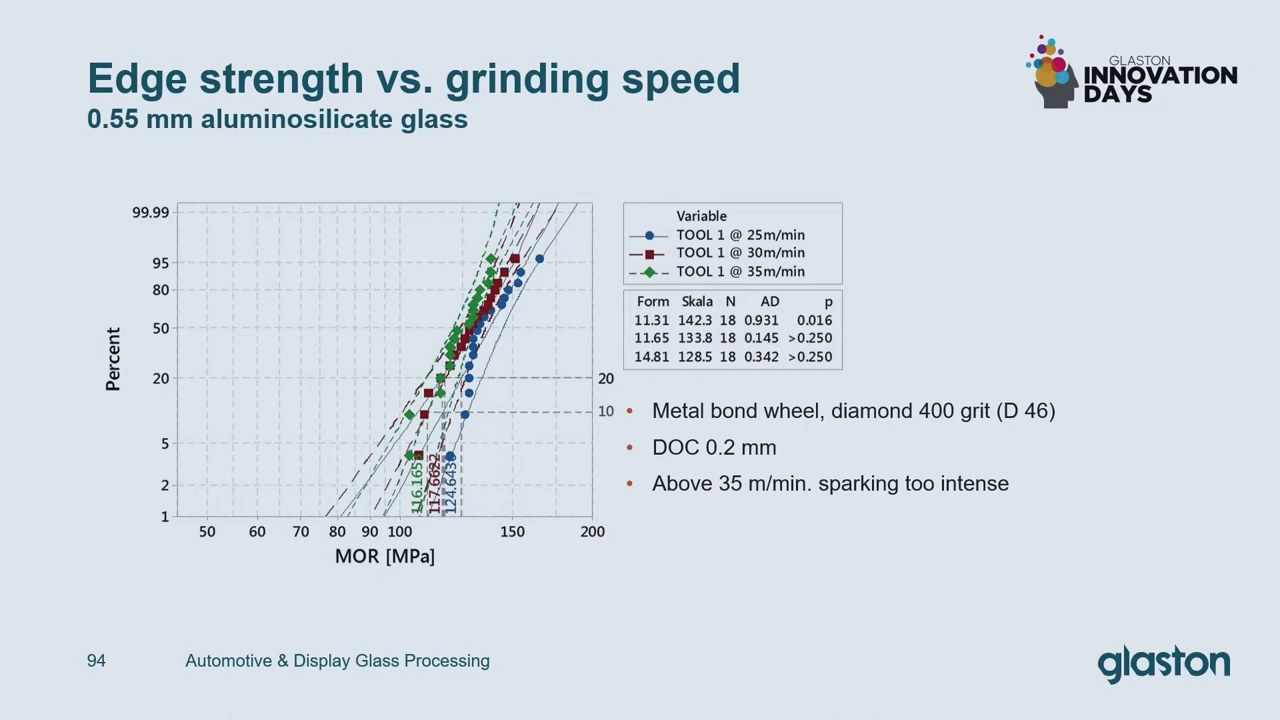 Edge strength vs. grinding speed
0.55 mm aluminosilicate glass
GLASTON
INNOVATION
DAYS
99.99
95
80
50
20
5
2
1
Percent
50 60 70 80 90 100 150 200
MOR [MPa]
20
10
116.165
117.6622
124.643
Variable
TOOL 1 @ 25m/min
TOOL 1 @ 30m/min
TOOL 1 @ 35m/min
Form Skala N AD p
11.31 142.3 18 0.931 0.016
11.65 133.8 18 0.145 >0.250
14.81 128.5 18 0.342 >0.250
• Metal bond wheel, diamond 400 grit (D 46)
• DOC 0.2 mm
• Above 35 m/min. sparking too intense
94 Automotive & Display Glass Processing
glaston